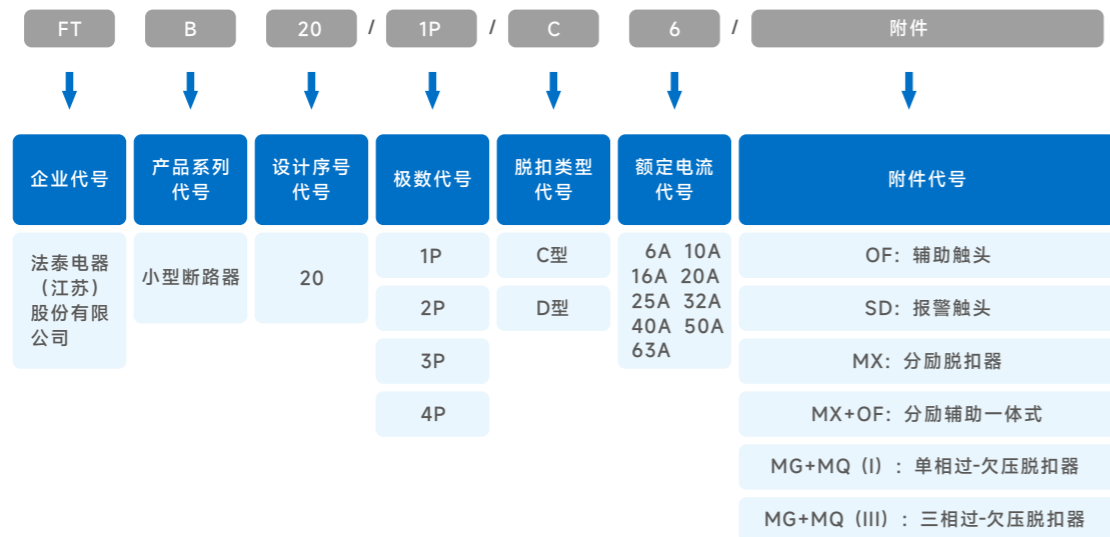 FT B 20 / 1P / C 6 / 附件
企业代号
产品系列
代号
设计序号
代号
极数代号
脱扣类型
代号
额定电流
代号
附件代号
法泰电器
（江苏）
股份有限
公司
小型断路器
20
1P
2P
3P
4P
C型
D型
6A 10A
16A 20A
25A 32A
40A 50A
63A
OF：辅助触头
SD：报警触头
MX：分励脱扣器
MX+OF：分励辅助一体式
MG+MQ（I）：单相过-欠压脱扣器
MG+MQ（III）：三相过-欠压脱扣器